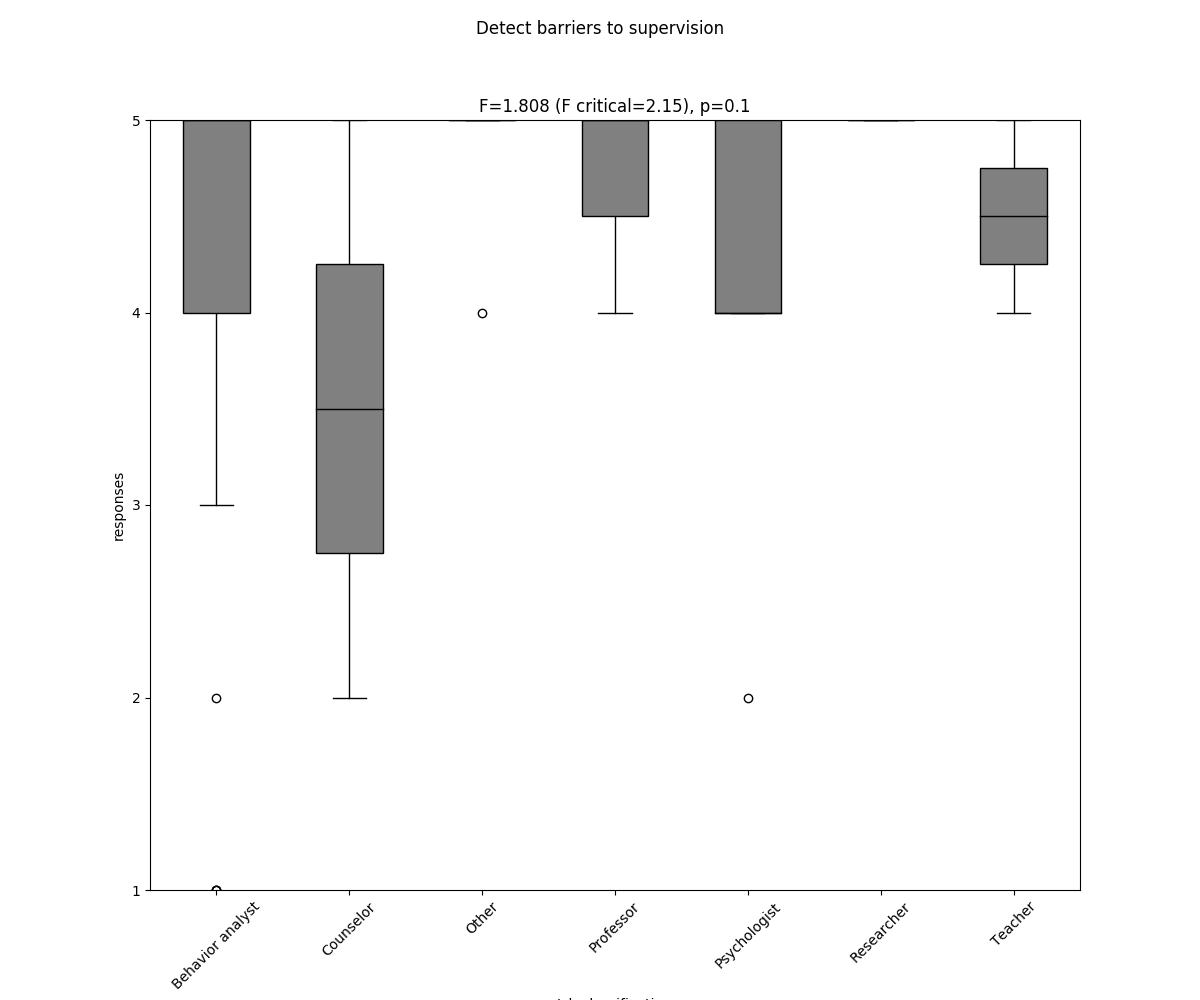 Detect barriers to supervision
F=1.808 (F critical=2.15), p=0.1
5
4
3
2
1
responses
Behavior analyst
Counselor
Other
Professor
Psychologist
Researcher
Teacher